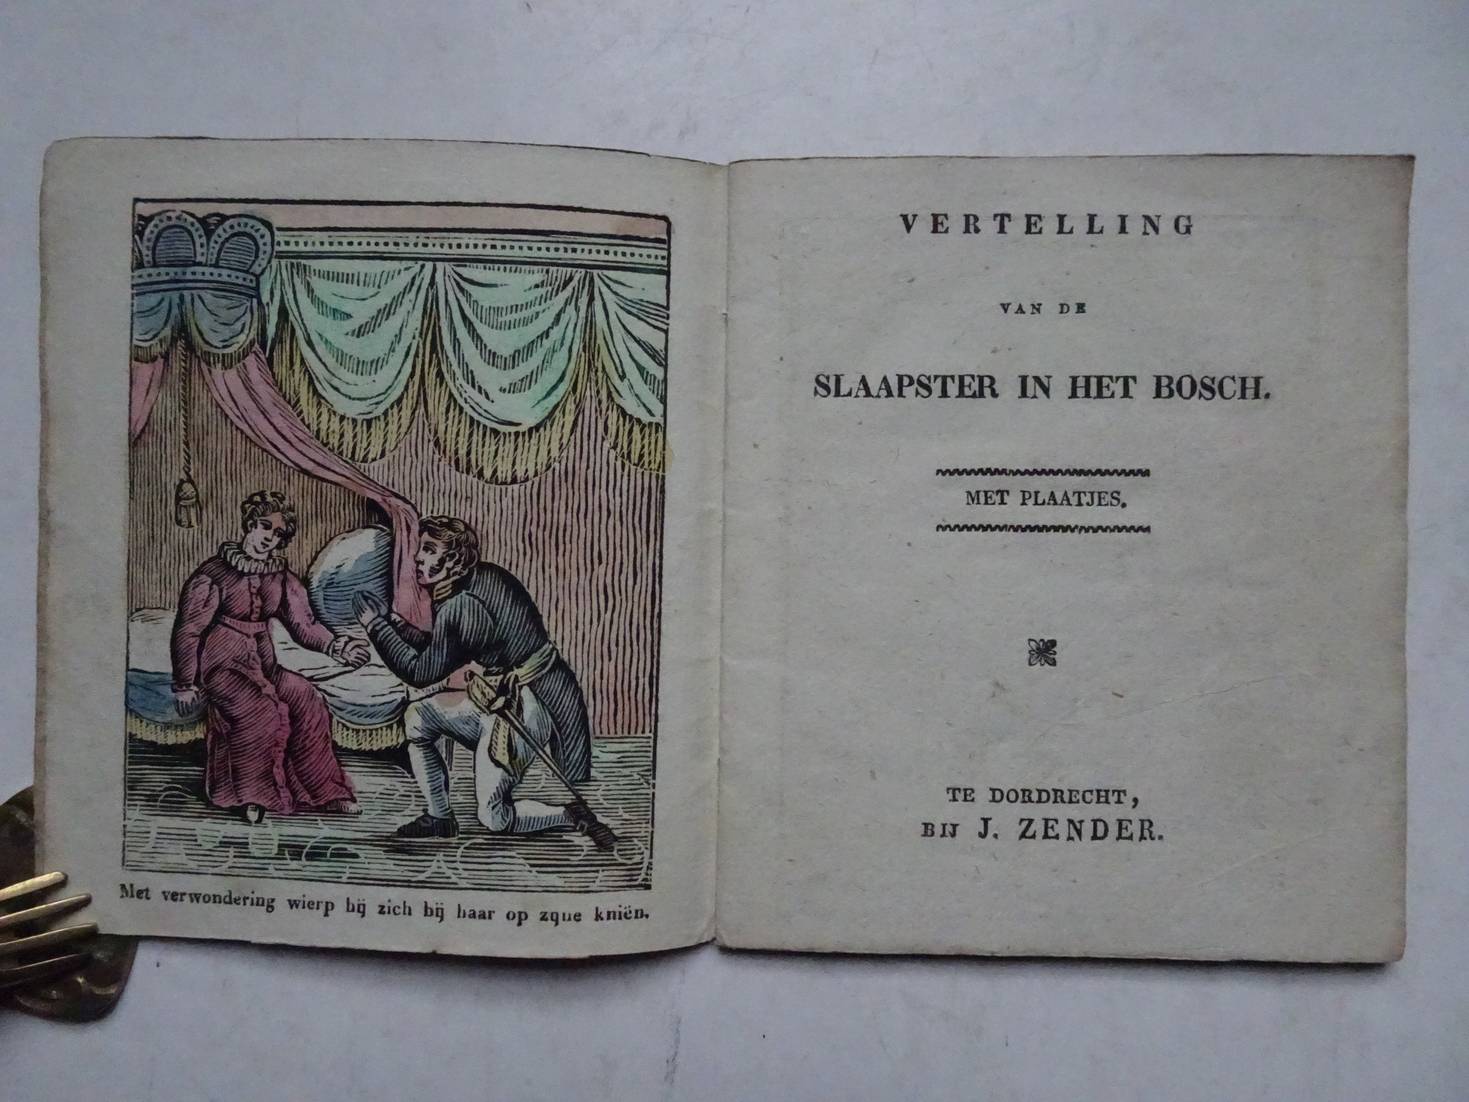 Met verwondering wierp hij zich bij haar op zyne kniën.
VERTELLING
VAN DE
SLAAPSTER IN HET BOSCH.
MET PLAATJES.
TE DORDRECHT,
BIJ J. ZENDER.